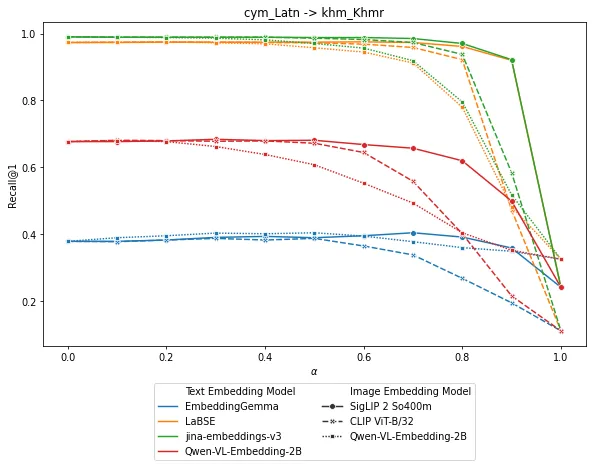 cym_Latn -> khm_Khmr
1.0
0.8
0.6
0.4
0.2
Recall@1
0.0 0.2 0.4 0.6 0.8 1.0
α
Text Embedding Model Image Embedding Model
EmbeddingGemma SigLIP 2 So400m
LaBSE CLIP ViT-B/32
jina-embeddings-v3 Qwen-VL-Embedding-2B
Qwen-VL-Embedding-2B